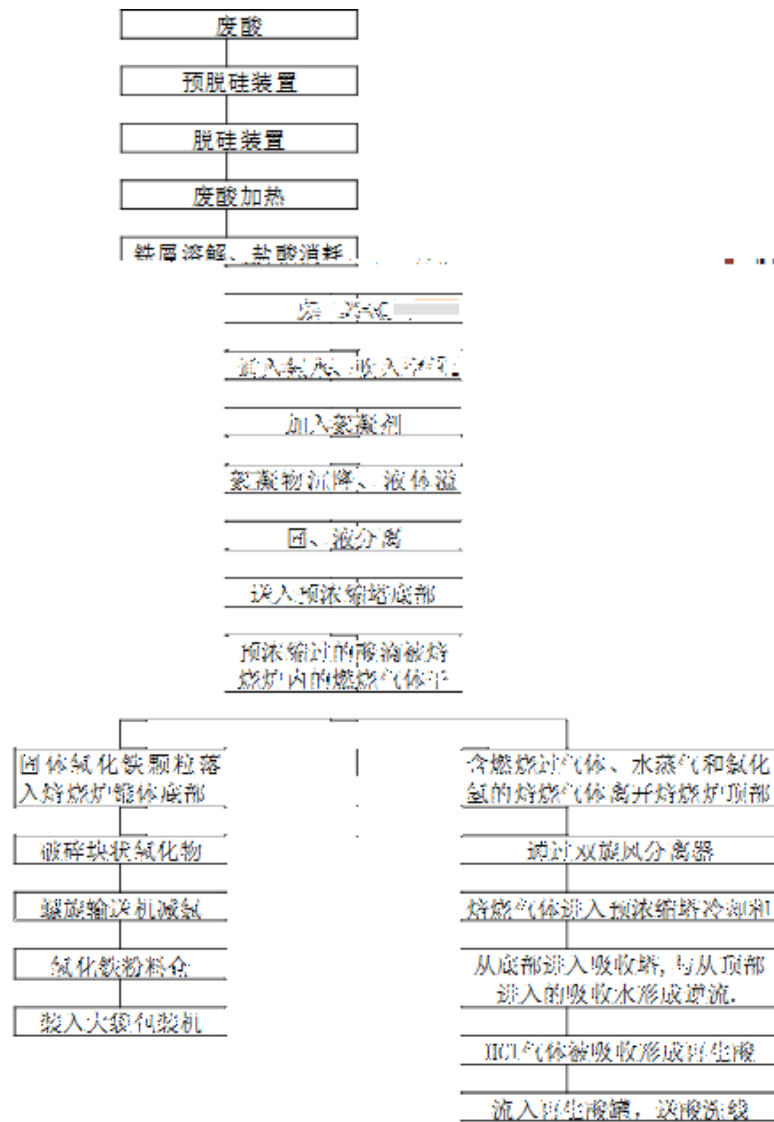 废酸
预脱硅装置
脱硅装置
废酸加热
铁屑溶解、盐酸消耗
加入絮凝剂
絮凝物沉降、液体溢
固、液分离
送入预浓缩塔底部
预浓缩过的酸滴被焙
烧炉内的燃烧气体干
固体氧化铁颗粒落
入焙烧炉锥体底部
破碎块状氧化物
螺旋输送机减氯
氧化铁粉料仓
装入大袋包装机
含燃烧过气体、水蒸气和氯化
氢的焙烧气体离开焙烧炉顶部
通过双旋风分离器
焙烧气体进入预浓缩塔冷却和
从底部进入吸收塔,与从顶部
进入的吸收水形成逆流.
HCl气体被吸收形成再生酸
流入再生酸罐，送酸洗线